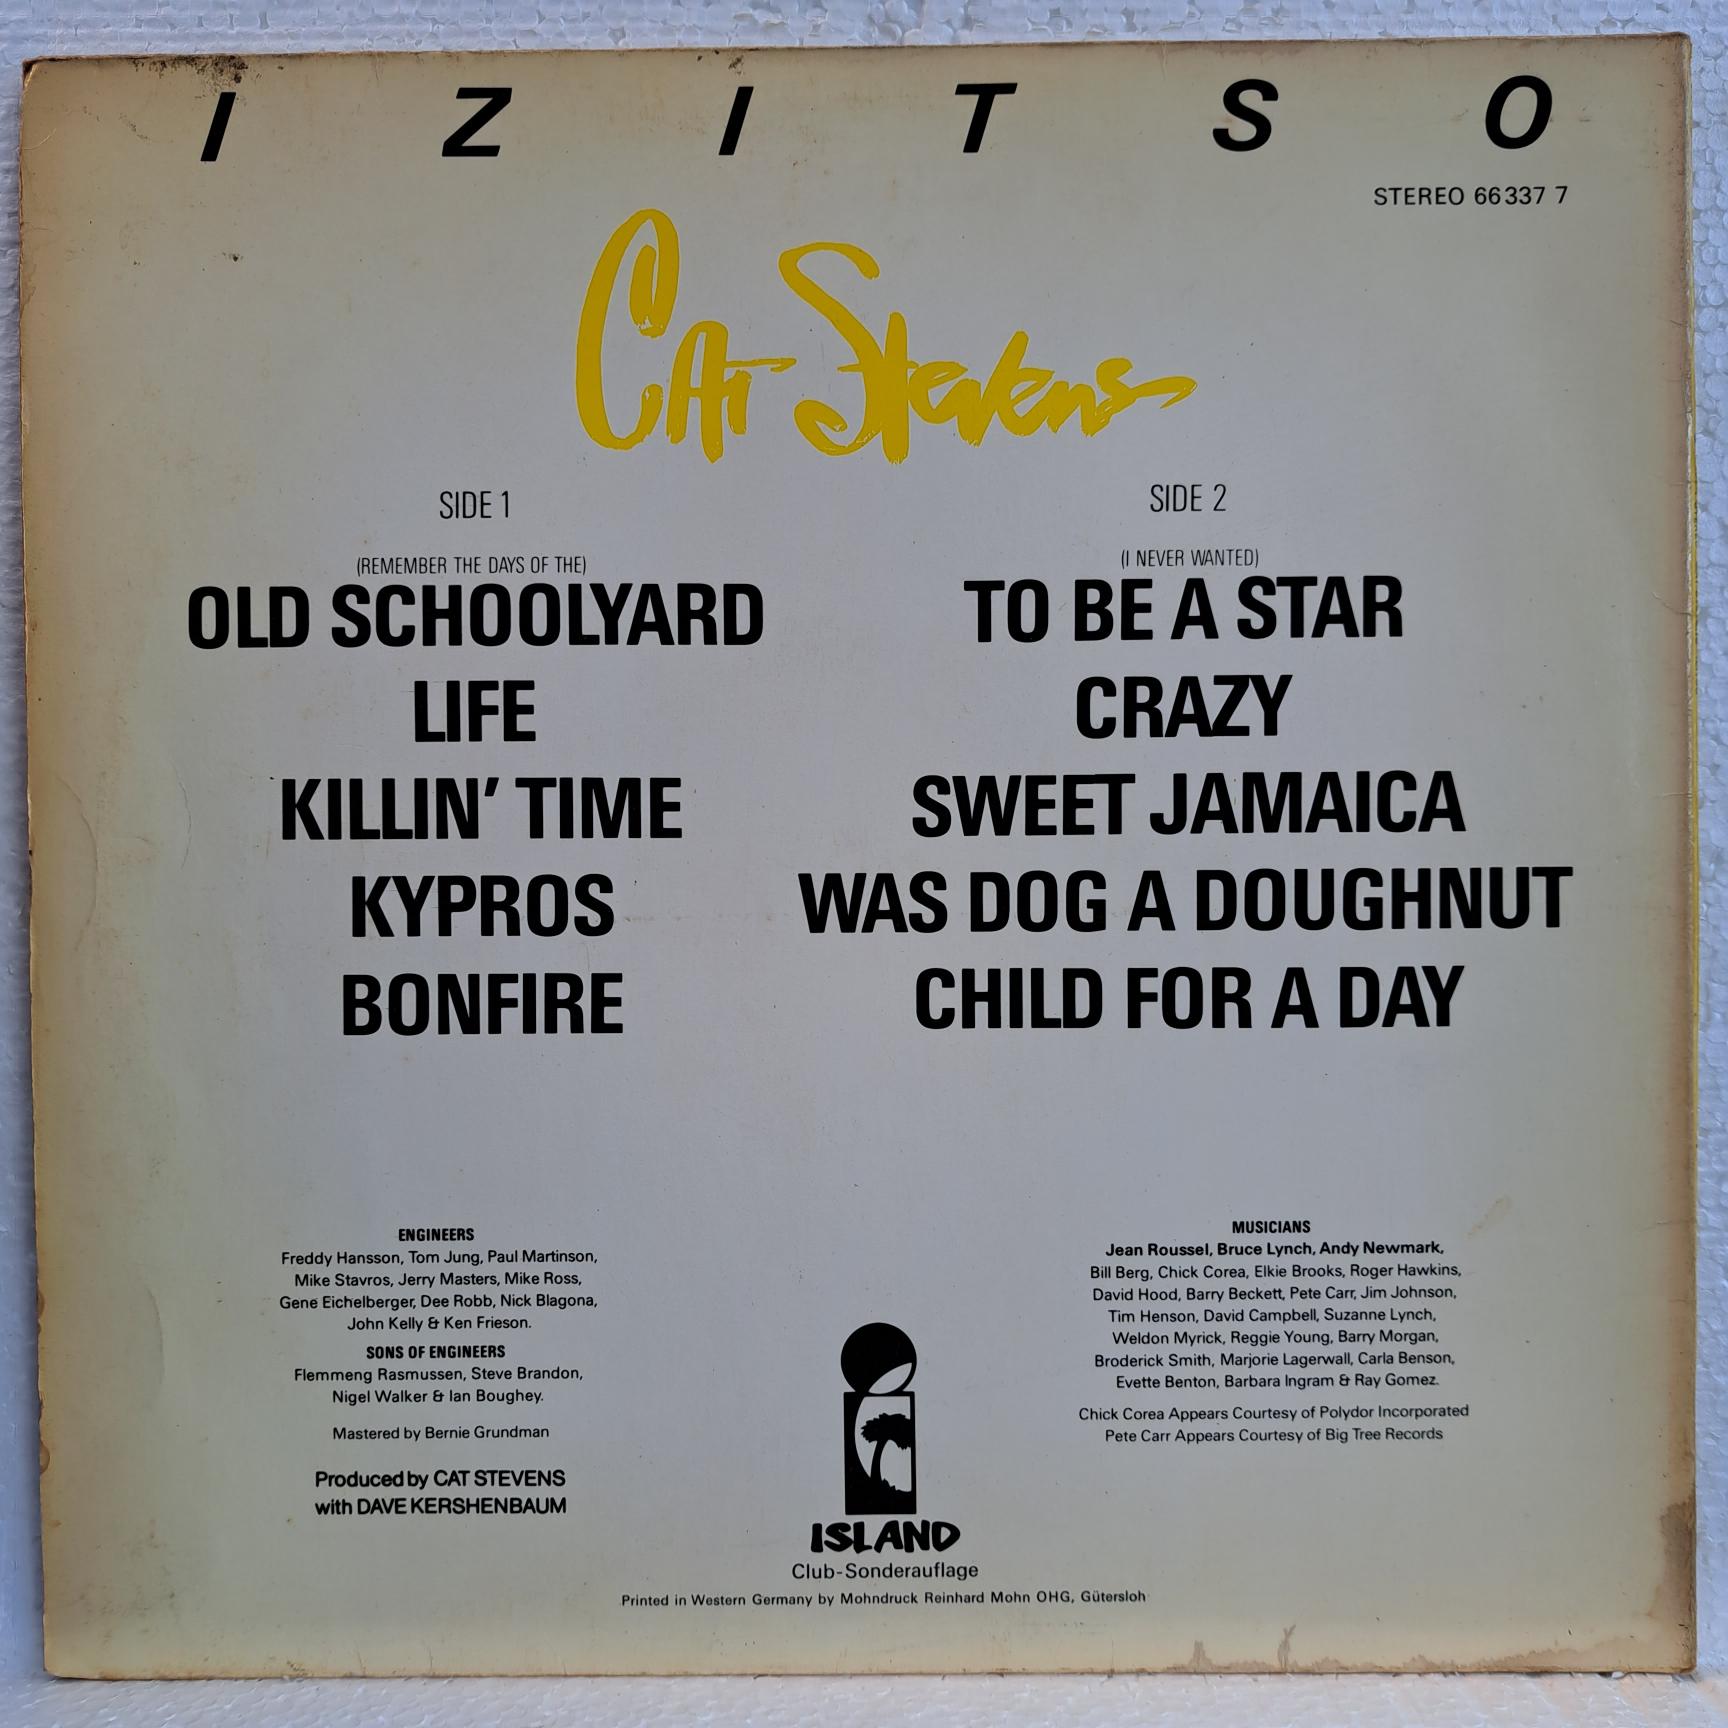 IZITSO
STEREO 66337 7
Cat Stevens
SIDE 1
(REMEMBER THE DAYS OF THE)
OLD SCHOOLYARD
LIFE
KILLIN' TIME
KYPROS
BONFIRE
SIDE 2
(I NEVER WANTED)
TO BE A STAR
CRAZY
SWEET JAMAICA
WAS DOG A DOUGHNUT
CHILD FOR A DAY
ENGINEERS
Freddy Hansson, Tom Jung, Paul Martinson,
Mike Stavros, Jerry Masters, Mike Ross,
Gene Eichelberger, Dee Robb, Nick Blagona,
John Kelly & Ken Frieson.
SONS OF ENGINEERS
Flemmeng Rasmussen, Steve Brandon,
Nigel Walker & Ian Boughey.
Mastered by Bernie Grundman
Produced by CAT STEVENS
with DAVE KERSHENBAUM
MUSICIANS
Jean Roussel, Bruce Lynch, Andy Newmark,
Bill Berg, Chick Corea, Elkie Brooks, Roger Hawkins,
David Hood, Barry Beckett, Pete Carr, Jim Johnson,
Tim Henson, David Campbell, Suzanne Lynch,
Weldon Myrick, Reggie Young, Barry Morgan,
Broderick Smith, Marjorie Lagerwall, Carla Benson,
Evette Benton, Barbara Ingram & Ray Gomez.
Chick Corea Appears Courtesy of Polydor Incorporated
Pete Carr Appears Courtesy of Big Tree Records
ISLAND
Club-Sonderauflage
Printed in Western Germany by Mohndruck Reinhard Mohn OHG, Gütersloh